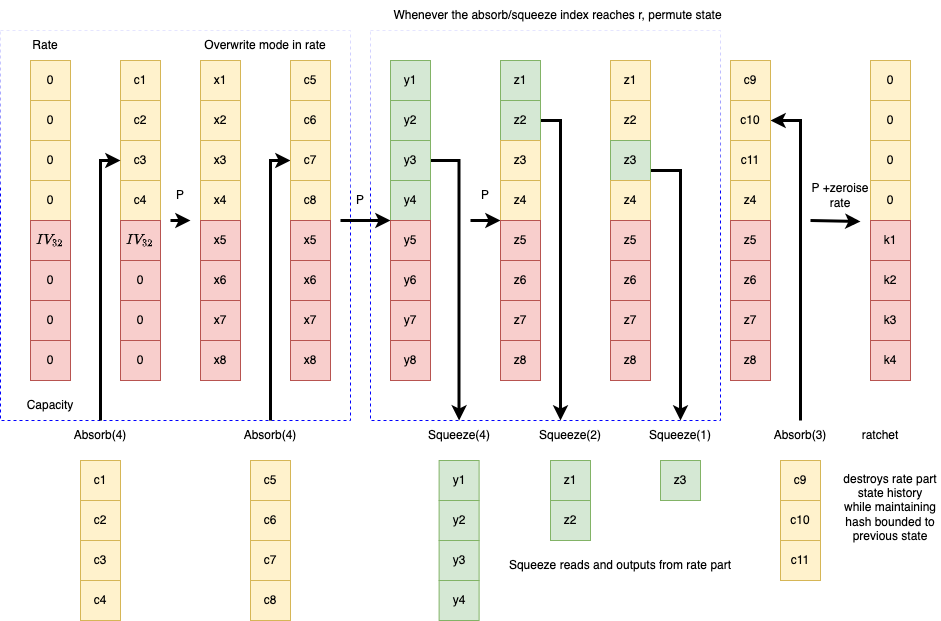 Whenever the absorb/squeeze index reaches r, permute state
Rate
Overwrite mode in rate
0 c1 x1 c5 y1 z1 z1 c9 0
0 c2 x2 c6 y2 z2 z2 c10 0
0 c3 x3 c7 y3 z3 z3 c11 0
P +zeroise
rate
P
P
P
0 c4 x4 c8 y4 z4 z4 z4 0
IV32 IV32 x5 x5 y5 z5 z5 z5 k1
0 0 x6 x6 y6 z6 z6 z6 k2
0 0 x7 x7 y7 z7 z7 z7 k3
0 0 x8 x8 y8 z8 z8 z8 k4
Capacity
Absorb(4)
Absorb(4)
Squeeze(4)
Squeeze(2)
Squeeze(1)
Absorb(3)
ratchet
c1 c5 y1 z1 z3 c9
c2 c6 y2 z2 c10
c3 c7 y3 c11
c4 c8 y4
destroys rate part
state history
while maintaining
hash bounded to
previous state
Squeeze reads and outputs from rate part